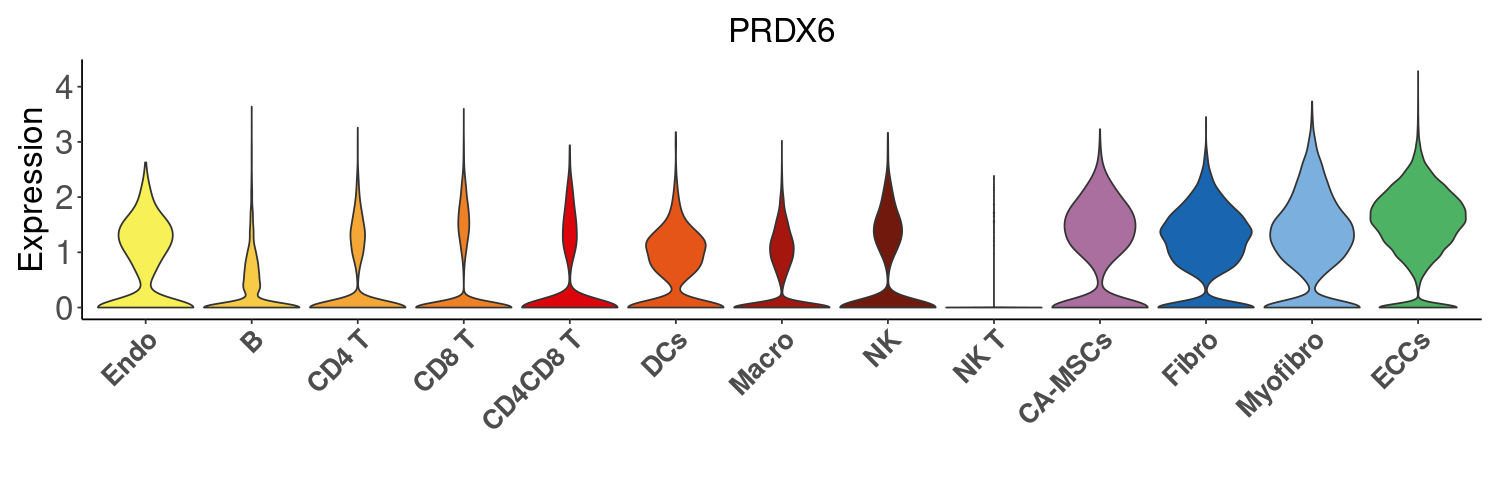 PRDX6
Expression
4
3
2
1
0
Endo
B
CD4 T
CD8 T
CD4CD8 T
DCs
Macro
NK
NK T
CA-MSCs
Fibro
Myofibro
ECCs